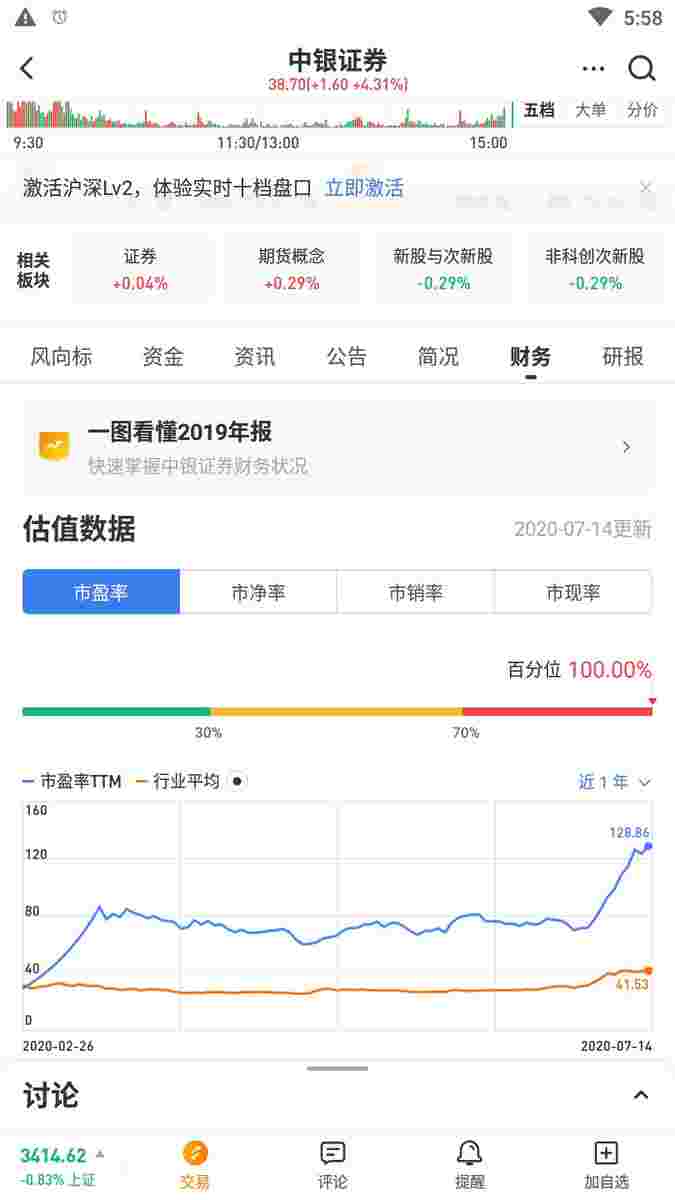 5:58
中银证券
38.70(+1.60 +4.31%)
五档 大单 分价
9:30 11:30/13:00 15:00
激活沪深Lv2，体验实时十档盘口 立即激活
相关板块
证券 期货概念 新股与次新股 非科创次新股
+0.04% +0.29% -0.29% -0.29%
风向标 资金 资讯 公告 简况 财务 研报
一图看懂2019年报
快速掌握中银证券财务状况
估值数据 2020-07-14更新
市盈率 市净率 市销率 市现率
百分位 100.00%
30% 70%
市盈率TTM 行业平均 近1年
160
128.86
120
80
40
41.53
0
2020-02-26 2020-07-14
讨论
3414.62
-0.83% 上证
交易 评论 提醒 加自选